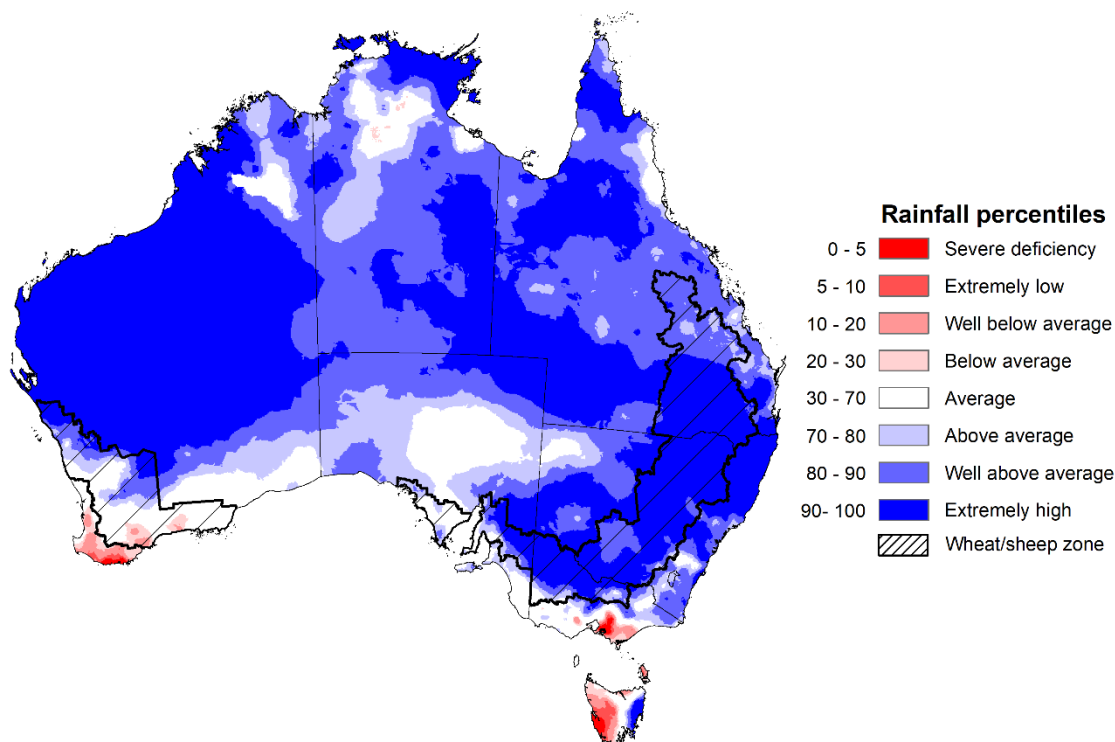 Rainfall percentiles
0 - 5 Severe deficiency
5 - 10 Extremely low
10 - 20 Well below average
20 - 30 Below average
30 - 70 Average
70 - 80 Above average
80 - 90 Well above average
90- 100 Extremely high
Wheat/sheep zone